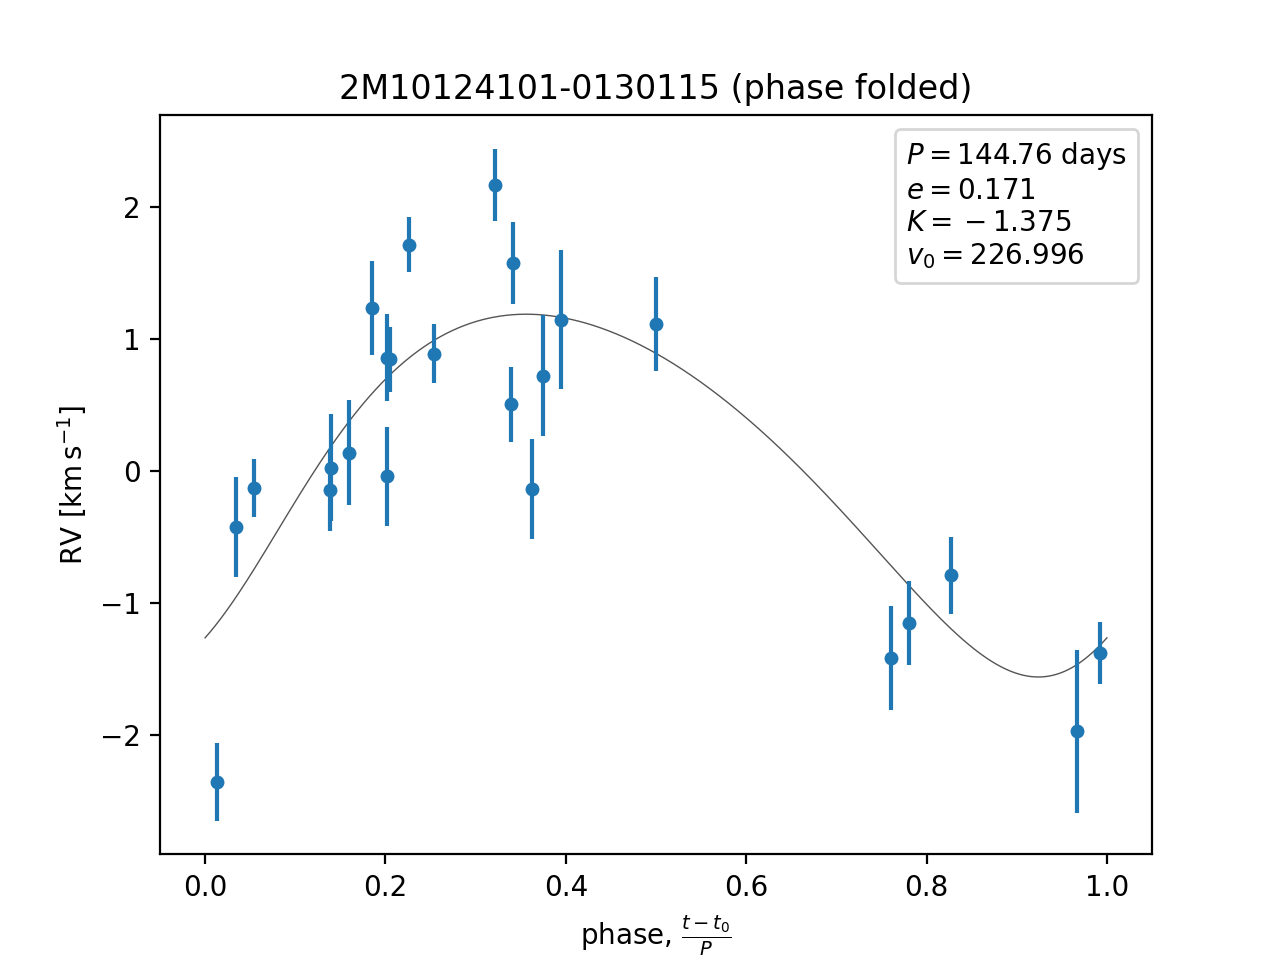 2M10124101-0130115 (phase folded)
P = 144.76 days
e = 0.171
K = −1.375
v₀ = 226.996
RV [km s⁻¹]
2
1
0
−1
−2
0.0 0.2 0.4 0.6 0.8 1.0
phase, (t − t₀)/P